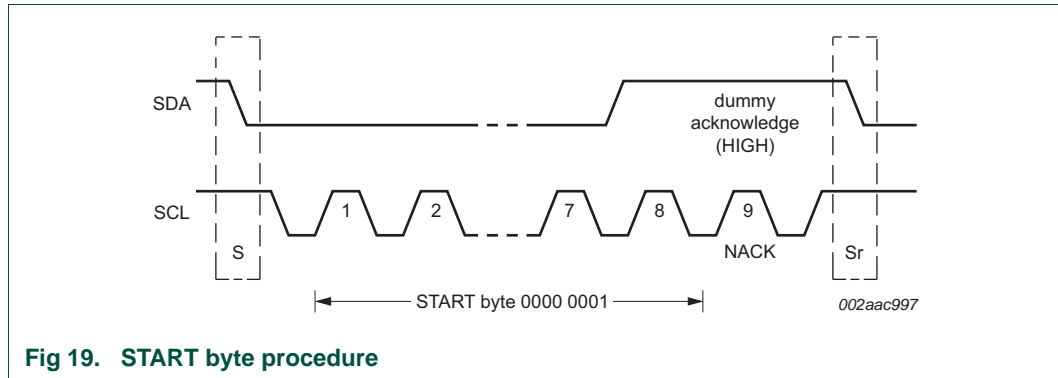 SDA
dummy
acknowledge
(HIGH)
SCL
1
2
7
8
9
S
NACK
Sr
START byte 0000 0001
002aac997
Fig 19. START byte procedure